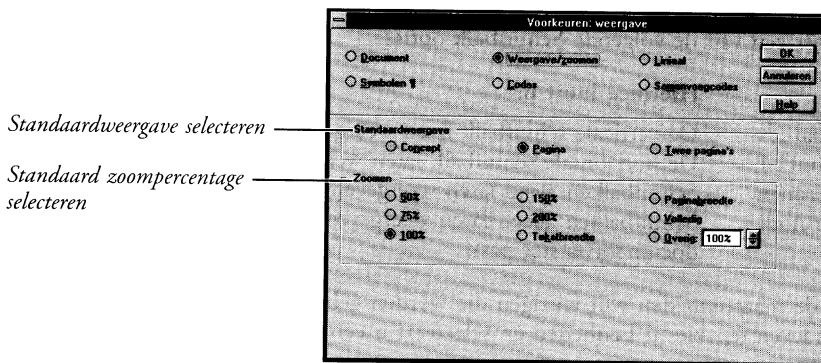 Voorkeuren: weergave
Document
Weergave/zoomen
Liniaal
OK
Symbolen ¶
Codes
Samenvoegcodes
Annuleren
Help
Standaardweergave selecteren
Standaardweergave
Concept
Pagina
Twee pagina's
Standaard zoompercentage
selecteren
Zoomen
50%
150%
Paginabreedte
75%
200%
Volledig
100%
Tekstbreedte
Overig: 100%